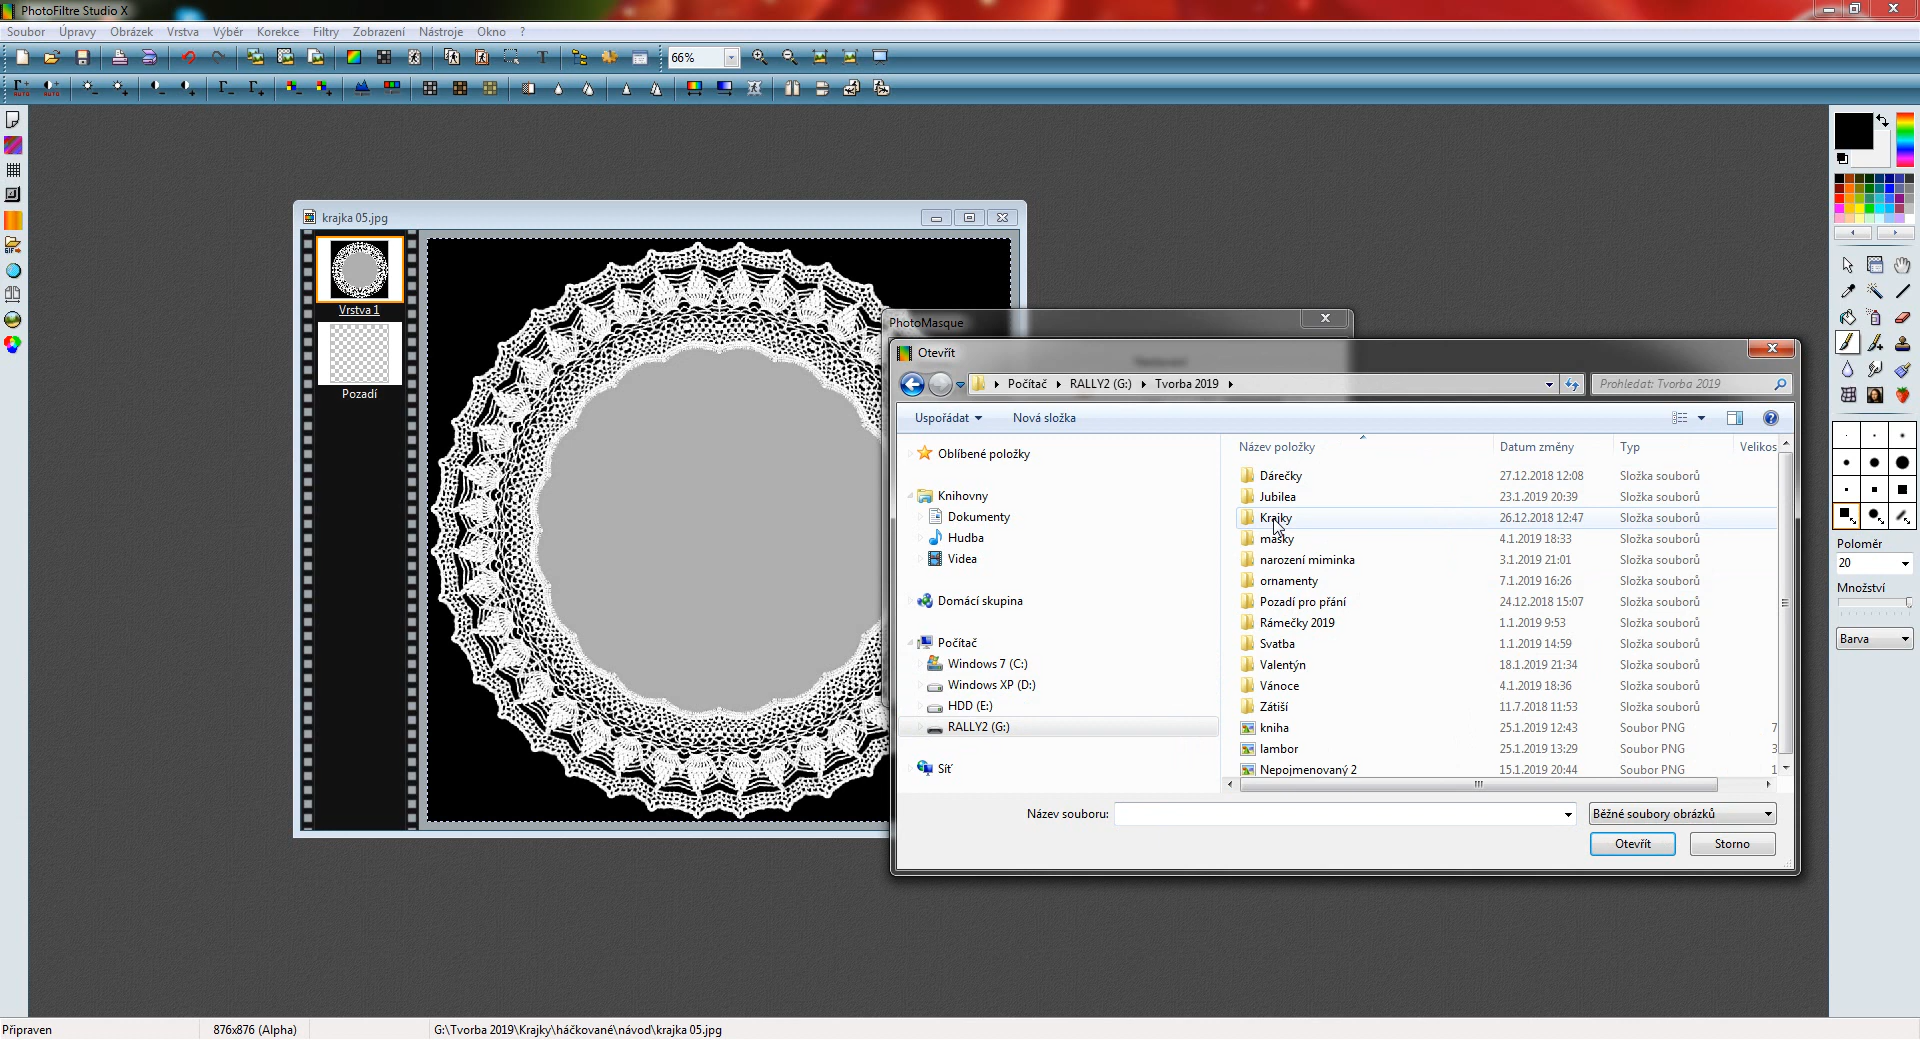 PhotoFiltre Studio X
Soubor Úpravy Obrázek Vrstva Výběr Korekce Filtry Zobrazení Nástroje Okno ?
66%
krajka 05.jpg
Vrstva 1
Pozadí
PhotoMasque
Otevřít
Počítač RALLY2 (G:) Tvorba 2019
Prohledat: Tvorba 2019
Uspořádat Nová složka
Oblíbené položky
Knihovny
Dokumenty
Hudba
Videa
Domácí skupina
Počítač
Windows 7 (C:)
Windows XP (D:)
HDD (E:)
RALLY2 (G:)
Síť
Název položky Datum změny Typ Velikos
Dárečky 27.12.2018 12:08 Složka souborů
Jubilea 23.1.2019 20:39 Složka souborů
Krajky 26.12.2018 12:47 Složka souborů
masky 4.1.2019 18:33 Složka souborů
narození miminka 3.1.2019 21:01 Složka souborů
ornamenty 7.1.2019 16:26 Složka souborů
Pozadí pro přání 24.12.2018 15:07 Složka souborů
Rámečky 2019 1.1.2019 9:53 Složka souborů
Svatba 1.1.2019 14:59 Složka souborů
Valentýn 18.1.2019 21:34 Složka souborů
Vánoce 4.1.2019 18:36 Složka souborů
Zátiší 11.7.2018 11:53 Složka souborů
kniha 25.1.2019 12:43 Soubor PNG 7
lambor 25.1.2019 13:29 Soubor PNG 3
Nepojmenovaný 2 15.1.2019 20:44 Soubor PNG 1
Název souboru: Běžné soubory obrázků
Otevřít Storno
Poloměr
20
Množství
Barva
Připraven 876x876 (Alpha) G:\Tvorba 2019\Krajky\háčkované\návod\krajka 05.jpg